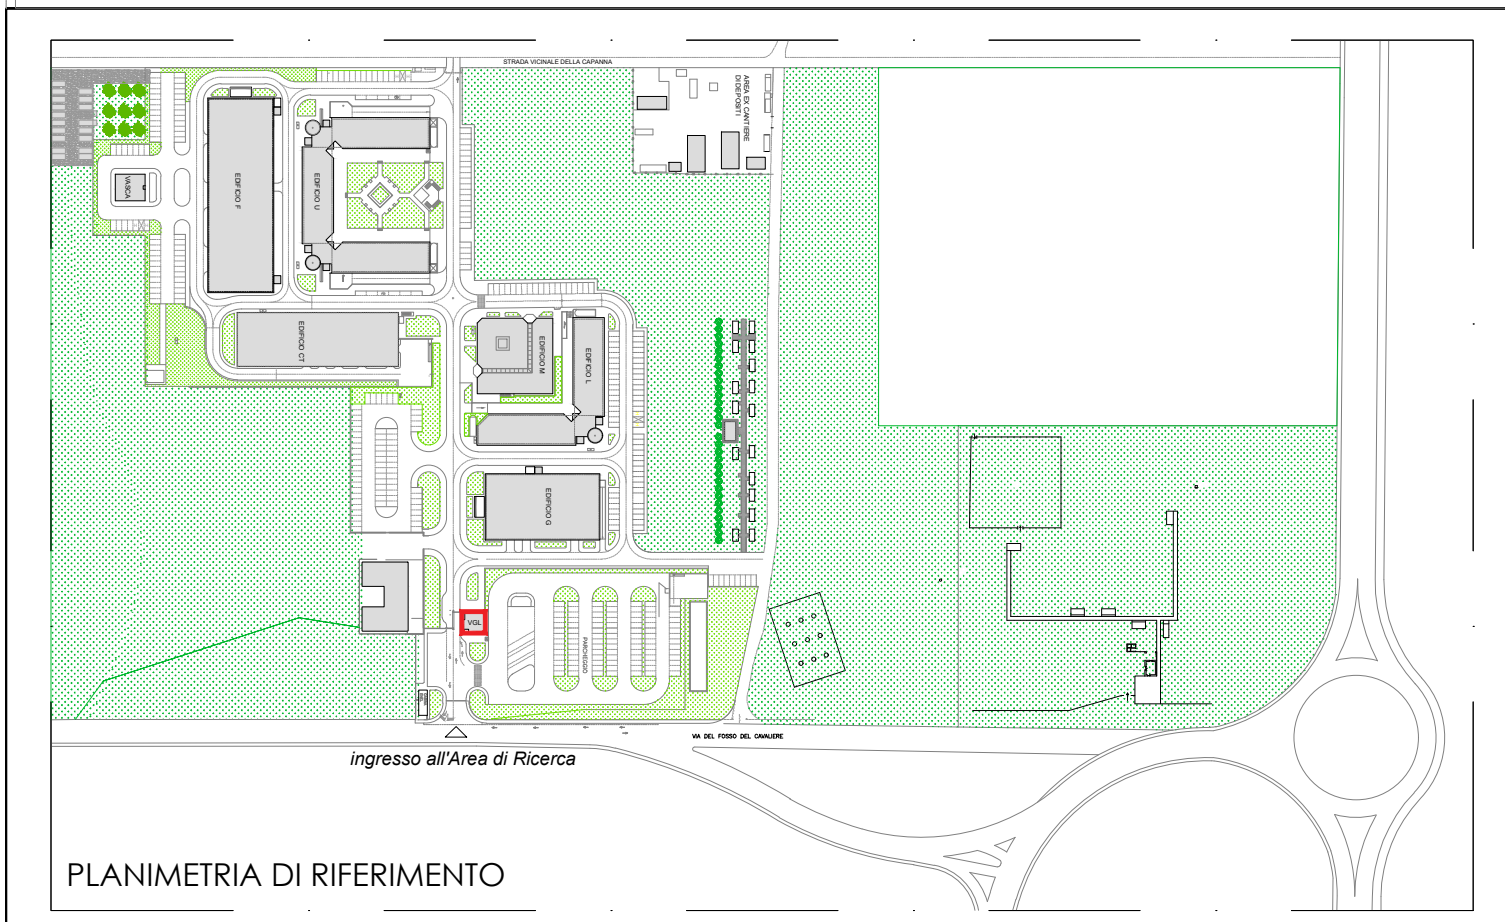 STRADA VICINALE DELLA CAPANNA
AREA EX CANTIERE
DI DEPOSITI
VASCA
EDIFICIO F
EDIFICIO U
EDIFICIO CT
EDIFICIO M
EDIFICIO L
EDIFICIO G
VGL
PARCHEGGIO
VIA DEL FOSSO DEL CAVALIERE
ingresso all'Area di Ricerca
PLANIMETRIA DI RIFERIMENTO